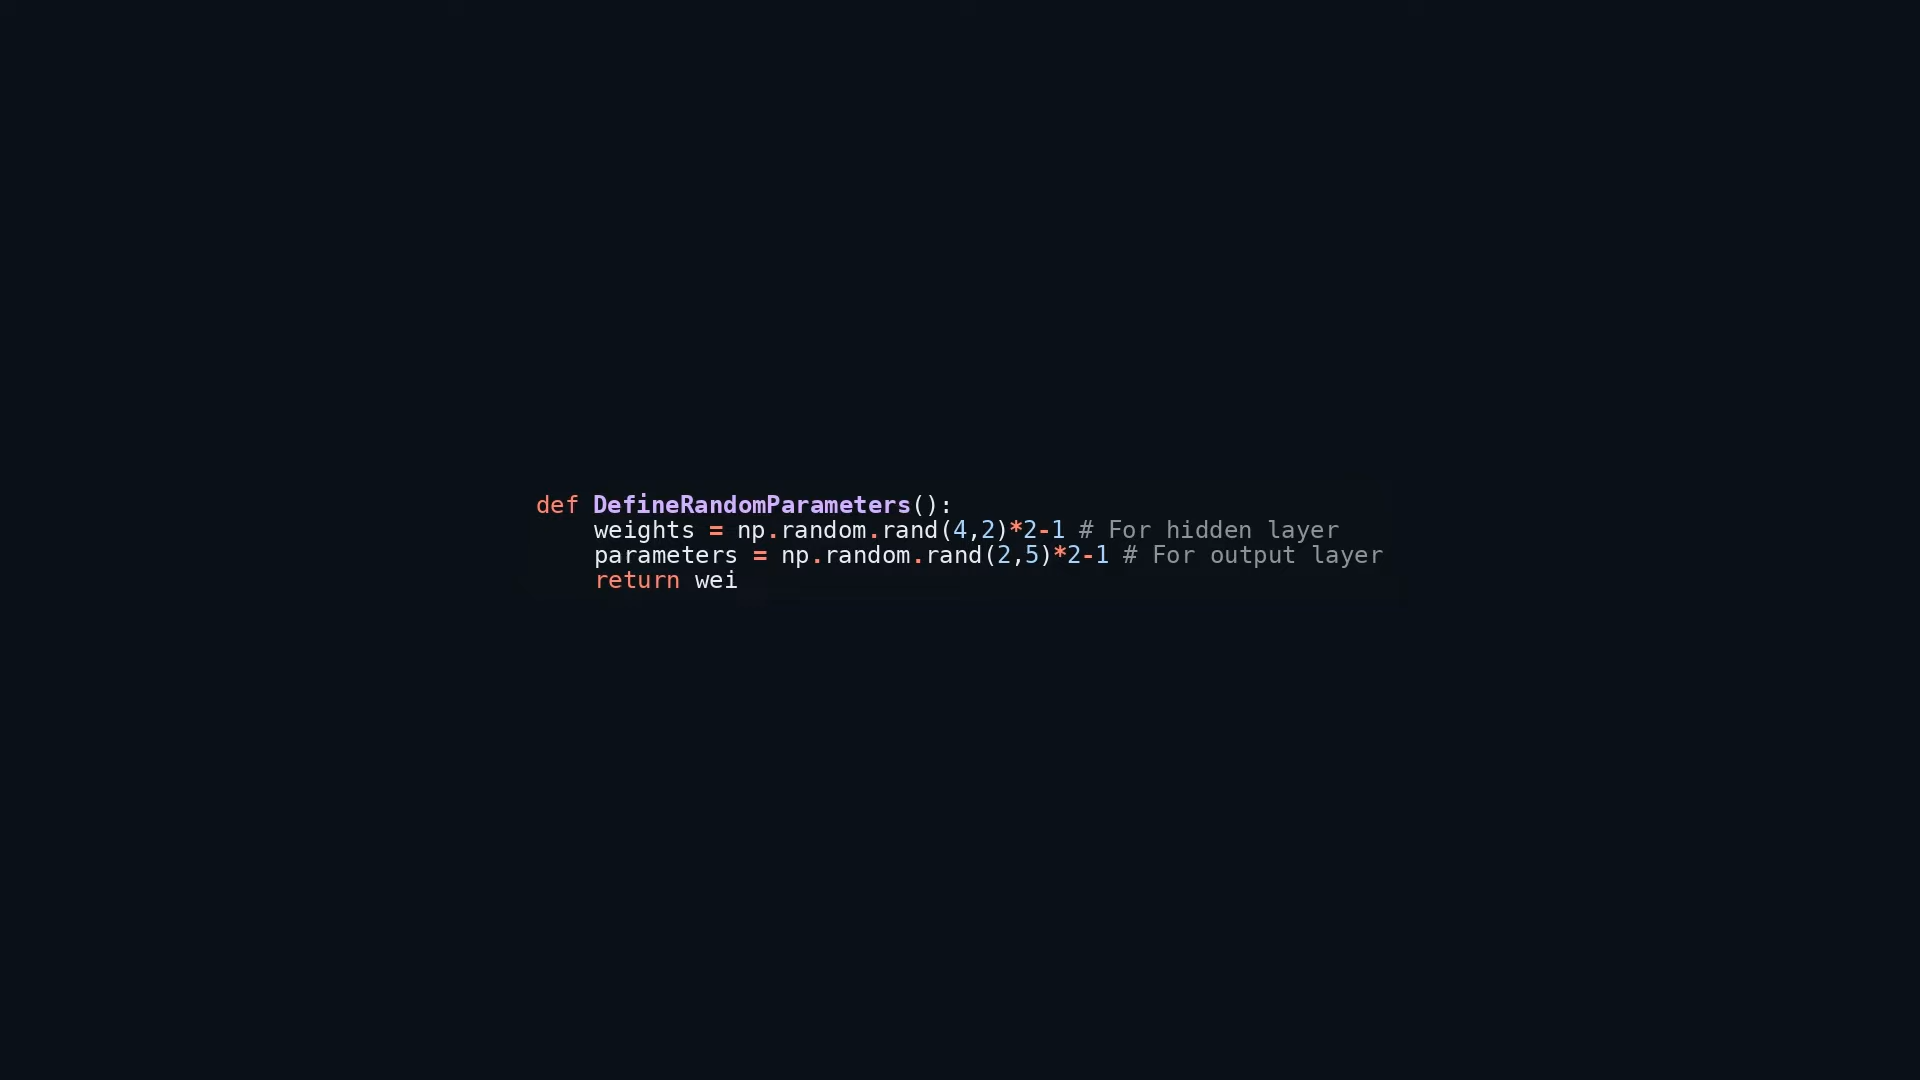 def DefineRandomParameters():
    weights = np.random.rand(4,2)*2-1 # For hidden layer
    parameters = np.random.rand(2,5)*2-1 # For output layer
    return wei